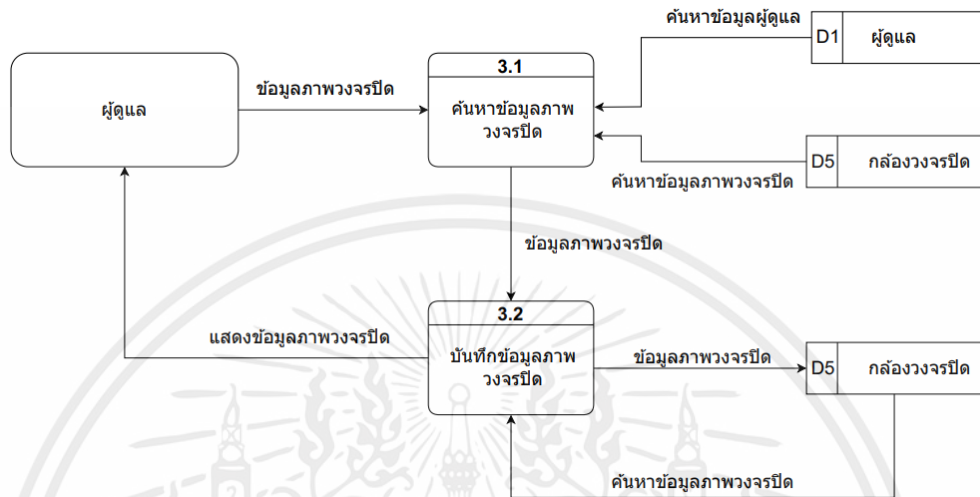 ค้นหาข้อมูลผู้ดูแล
D1 ผู้ดูแล
3.1
ข้อมูลภาพวงจรปิด
ผู้ดูแล
ค้นหาข้อมูลภาพ
วงจรปิด
D5 กล้องวงจรปิด
ค้นหาข้อมูลภาพวงจรปิด
ข้อมูลภาพวงจรปิด
3.2
แสดงข้อมูลภาพวงจรปิด
บันทึกข้อมูลภาพ
วงจรปิด
ข้อมูลภาพวงจรปิด
D5 กล้องวงจรปิด
ค้นหาข้อมูลภาพวงจรปิด